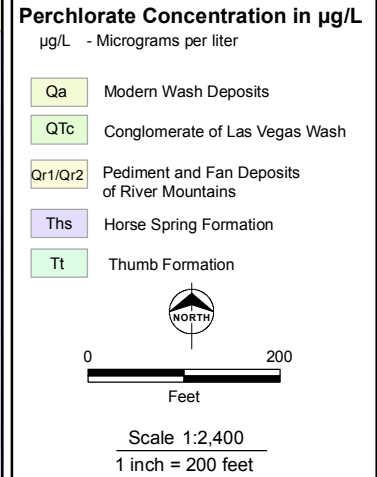 Perchlorate Concentration in µg/L
µg/L - Micrograms per liter
Qa Modern Wash Deposits
QTc Conglomerate of Las Vegas Wash
Qr1/Qr2 Pediment and Fan Deposits
of River Mountains
Ths Horse Spring Formation
Tt Thumb Formation
NORTH
0 200
Feet
Scale 1:2,400
1 inch = 200 feet